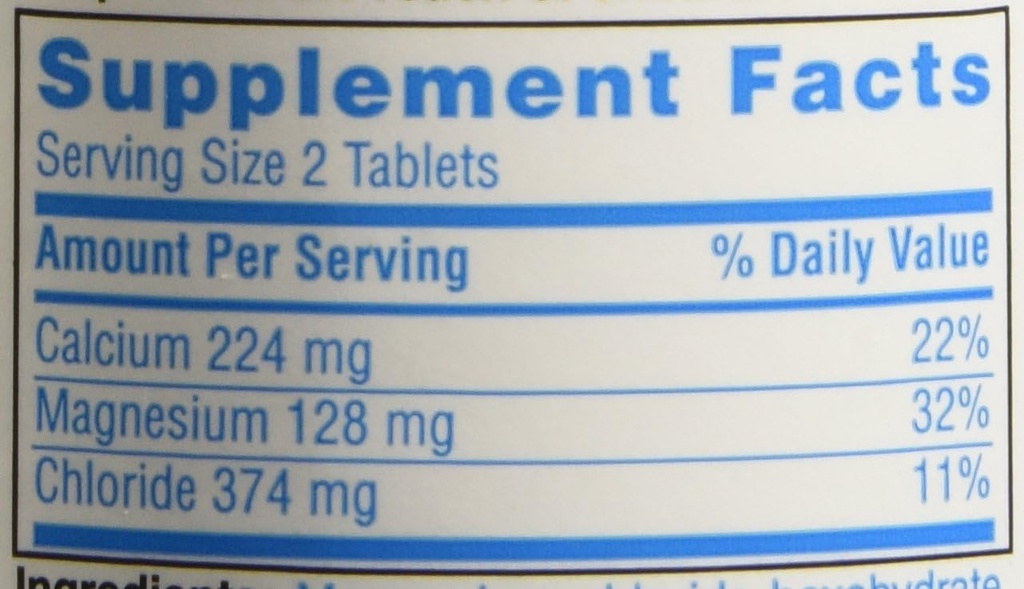 Supplement Facts
Serving Size 2 Tablets
Amount Per Serving % Daily Value
Calcium 224 mg 22%
Magnesium 128 mg 32%
Chloride 374 mg 11%